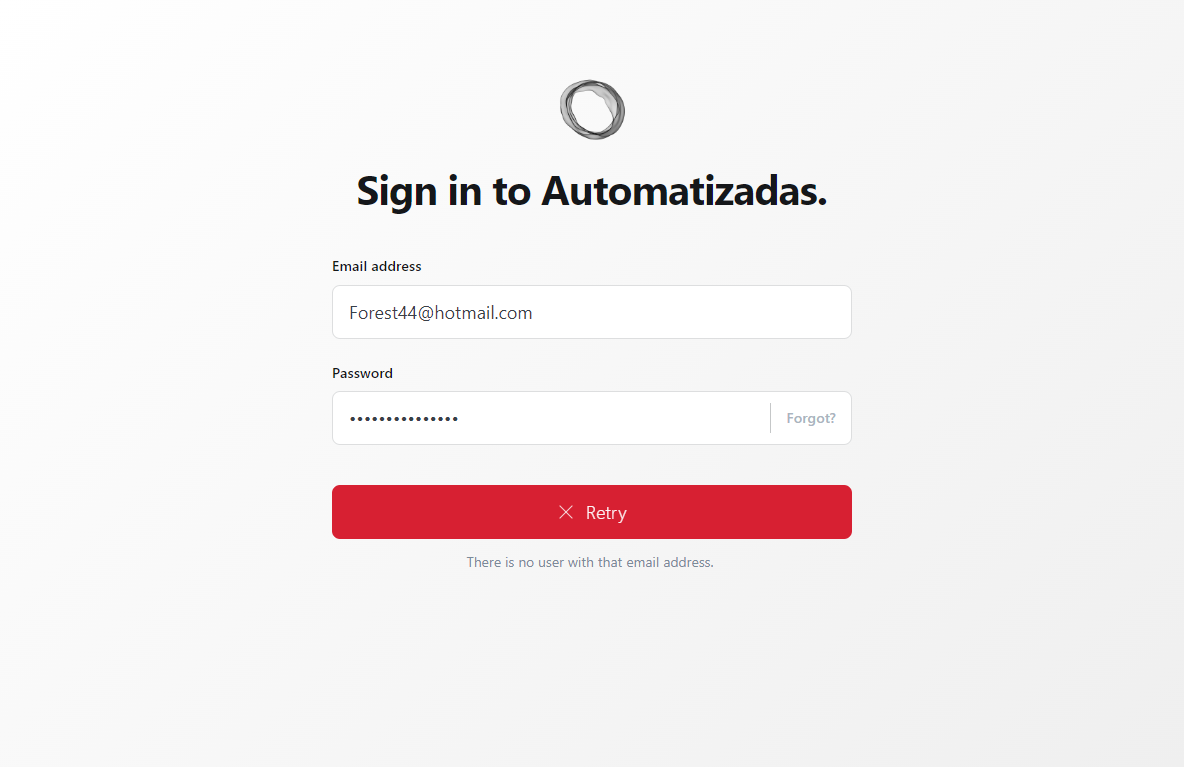 Sign in to Automatizadas.
Email address
Forest44@hotmail.com
Password
••••••••••••••• Forgot?
Retry
There is no user with that email address.